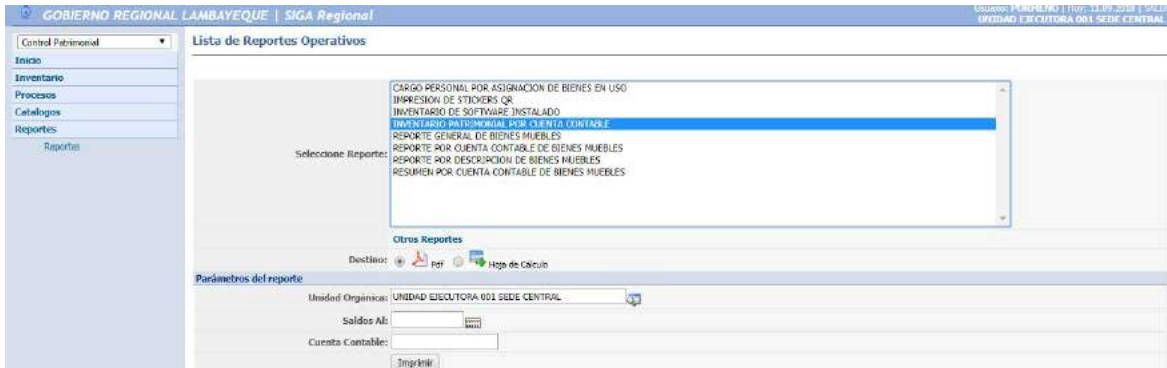 GOBIERNO REGIONAL LAMBAYEQUE | SIGA Regional
UNIDAD EJECUTORA 001 SEDE CENTRAL
Control Patrimonial
Lista de Reportes Operativos
Inicio
Inventario
Procesos
Catalogos
Reportes
Reportes
Seleccione Reporte:
CARGO PERSONAL POR ASIGNACION DE BIENES EN USO
IMPRESION DE STICKERS QR
INVENTARIO DE SOFTWARE INSTALADO
INVENTARIO PATRIMONIAL POR CUENTA CONTABLE
REPORTE GENERAL DE BIENES MUEBLES
REPORTE POR CUENTA CONTABLE DE BIENES MUEBLES
REPORTE POR DESCRIPCION DE BIENES MUEBLES
RESUMEN POR CUENTA CONTABLE DE BIENES MUEBLES
Otros Reportes
Destino: Pdf Hoja de Cálculo
Parámetros del reporte
Unidad Orgánica: UNIDAD EJECUTORA 001 SEDE CENTRAL
Saldos Al:
Cuenta Contable:
Imprimir